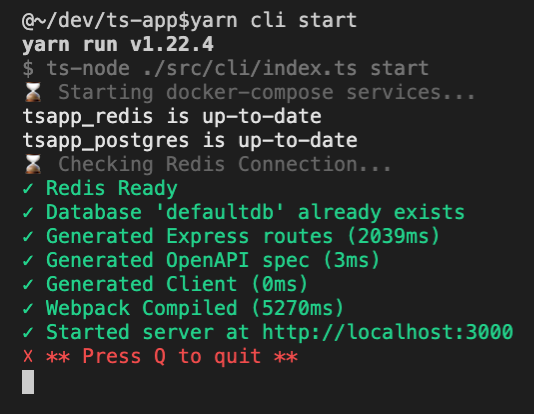 @~/dev/ts-app$yarn cli start
yarn run v1.22.4
$ ts-node ./src/cli/index.ts start
⌛ Starting docker-compose services...
tsapp_redis is up-to-date
tsapp_postgres is up-to-date
⌛ Checking Redis Connection...
✓ Redis Ready
✓ Database 'defaultdb' already exists
✓ Generated Express routes (2039ms)
✓ Generated OpenAPI spec (3ms)
✓ Generated Client (0ms)
✓ Webpack Compiled (5270ms)
✓ Started server at http://localhost:3000
✗ ** Press Q to quit **